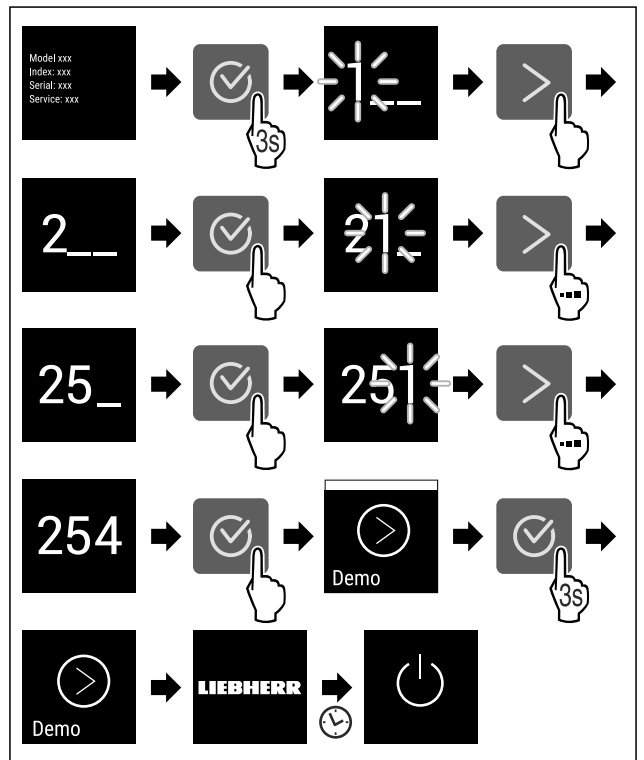 Model xxx
Index: xxx
Serial: xxx
Service: xxx
3s
1__
2__
21_
25_
251
254
Demo
3s
Demo
LIEBHERR